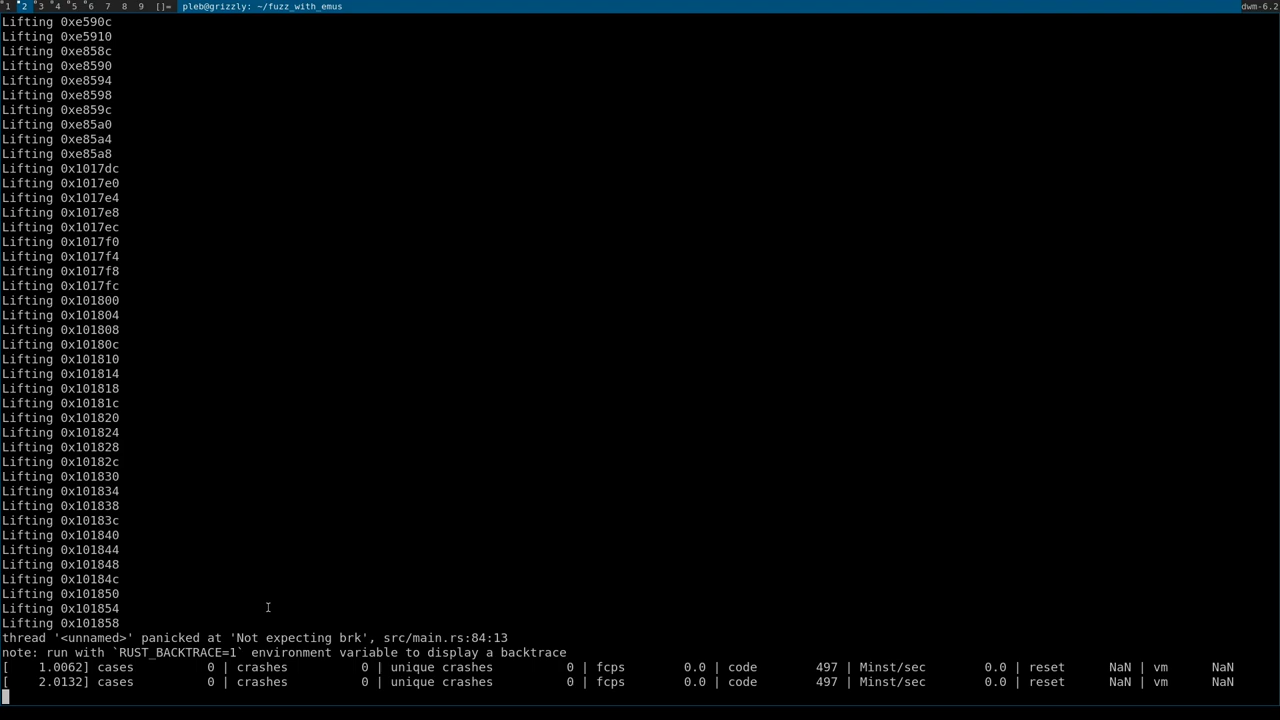 1 2 3 4 5 6 7 8 9 []= pleb@grizzly: ~/fuzz_with_emus dwm-6.2
Lifting 0xe590c
Lifting 0xe5910
Lifting 0xe858c
Lifting 0xe8590
Lifting 0xe8594
Lifting 0xe8598
Lifting 0xe859c
Lifting 0xe85a0
Lifting 0xe85a4
Lifting 0xe85a8
Lifting 0x1017dc
Lifting 0x1017e0
Lifting 0x1017e4
Lifting 0x1017e8
Lifting 0x1017ec
Lifting 0x1017f0
Lifting 0x1017f4
Lifting 0x1017f8
Lifting 0x1017fc
Lifting 0x101800
Lifting 0x101804
Lifting 0x101808
Lifting 0x10180c
Lifting 0x101810
Lifting 0x101814
Lifting 0x101818
Lifting 0x10181c
Lifting 0x101820
Lifting 0x101824
Lifting 0x101828
Lifting 0x10182c
Lifting 0x101830
Lifting 0x101834
Lifting 0x101838
Lifting 0x10183c
Lifting 0x101840
Lifting 0x101844
Lifting 0x101848
Lifting 0x10184c
Lifting 0x101850
Lifting 0x101854
Lifting 0x101858
thread '<unnamed>' panicked at 'Not expecting brk', src/main.rs:84:13
note: run with `RUST_BACKTRACE=1` environment variable to display a backtrace
[    1.0062] cases          0 | crashes          0 | unique crashes          0 | fcps        0.0 | code        497 | Minst/sec        0.0 | reset      NaN | vm      NaN
[    2.0132] cases          0 | crashes          0 | unique crashes          0 | fcps        0.0 | code        497 | Minst/sec        0.0 | reset      NaN | vm      NaN